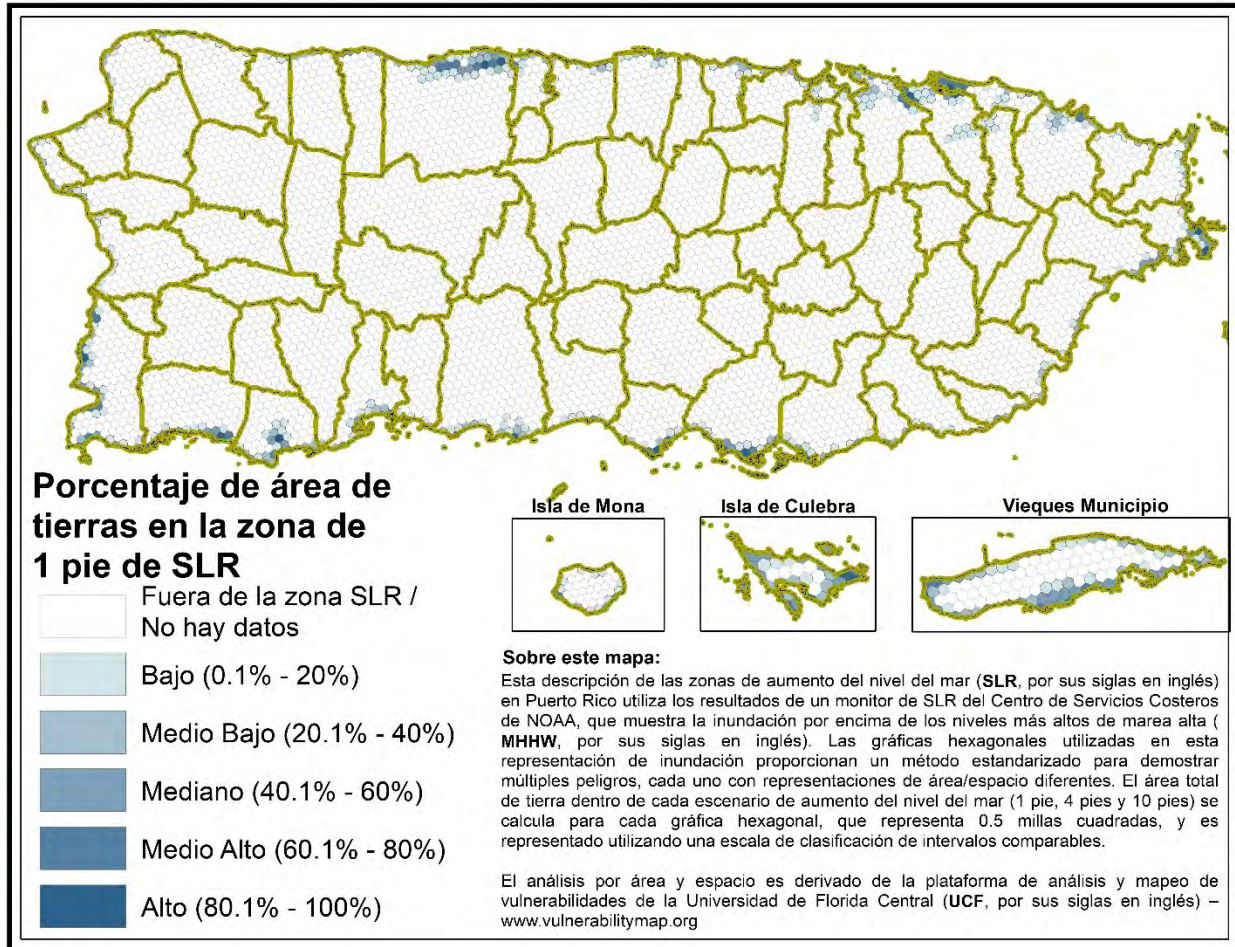 Porcentaje de área de
tierras en la zona de
1 pie de SLR
Fuera de la zona SLR /
No hay datos
Bajo (0.1% - 20%)
Medio Bajo (20.1% - 40%)
Mediano (40.1% - 60%)
Medio Alto (60.1% - 80%)
Alto (80.1% - 100%)
Isla de Mona
Isla de Culebra
Vieques Municipio
Sobre este mapa:
Esta descripción de las zonas de aumento del nivel del mar (SLR, por sus siglas en inglés)
en Puerto Rico utiliza los resultados de un monitor de SLR del Centro de Servicios Costeros
de NOAA, que muestra la inundación por encima de los niveles más altos de marea alta (
MHHW, por sus siglas en inglés). Las gráficas hexagonales utilizadas en esta
representación de inundación proporcionan un método estandarizado para demostrar
múltiples peligros, cada uno con representaciones de área/espacio diferentes. El área total
de tierra dentro de cada escenario de aumento del nivel del mar (1 pie, 4 pies y 10 pies) se
calcula para cada gráfica hexagonal, que representa 0.5 millas cuadradas, y es
representado utilizando una escala de clasificación de intervalos comparables.
El análisis por área y espacio es derivado de la plataforma de análisis y mapeo de
vulnerabilidades de la Universidad de Florida Central (UCF, por sus siglas en inglés) –
www.vulnerabilitymap.org